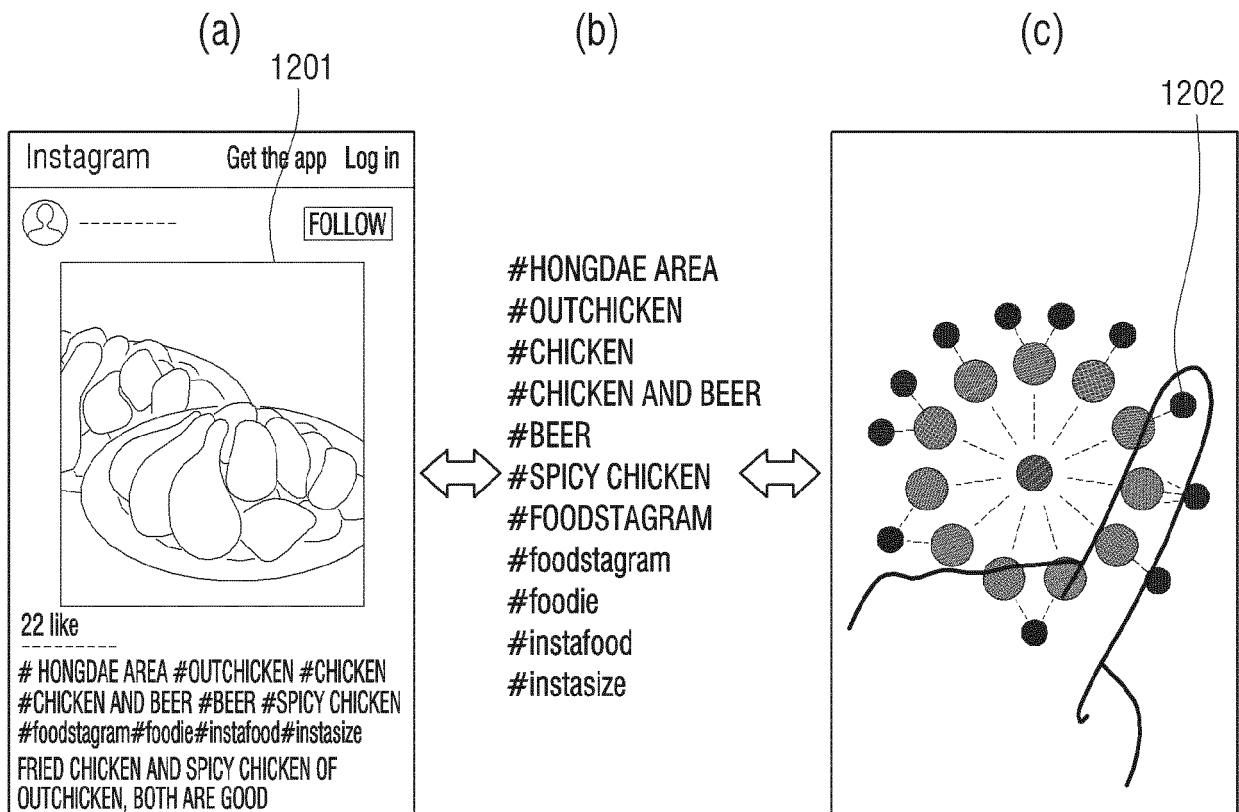 (a)
(b)
(c)
1201
1202
Instagram Get the app Log in
FOLLOW
22 like
# HONGDAE AREA #OUTCHICKEN #CHICKEN
#CHICKEN AND BEER #BEER #SPICY CHICKEN
#foodstagram#foodie#instafood#instasize
FRIED CHICKEN AND SPICY CHICKEN OF
OUTCHICKEN, BOTH ARE GOOD
#HONGDAE AREA
#OUTCHICKEN
#CHICKEN
#CHICKEN AND BEER
#BEER
#SPICY CHICKEN
#FOODSTAGRAM
#foodstagram
#foodie
#instafood
#instasize